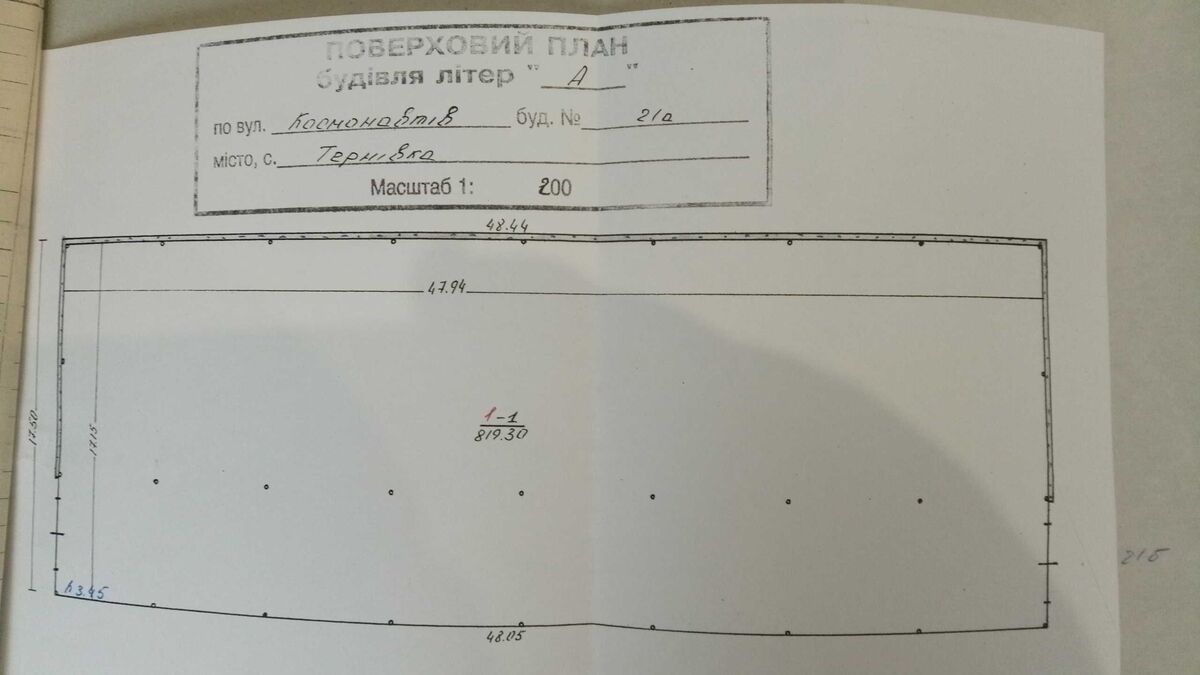 ПОВЕРХОВИЙ ПЛАН
будівля літер " А "
по вул. Космонавтів буд. № 21а
місто, с. Тернівка
Масштаб 1: 200
48.44
47.94
17.50
17.15
1-1
819.30
21б
h 3.45
48.05